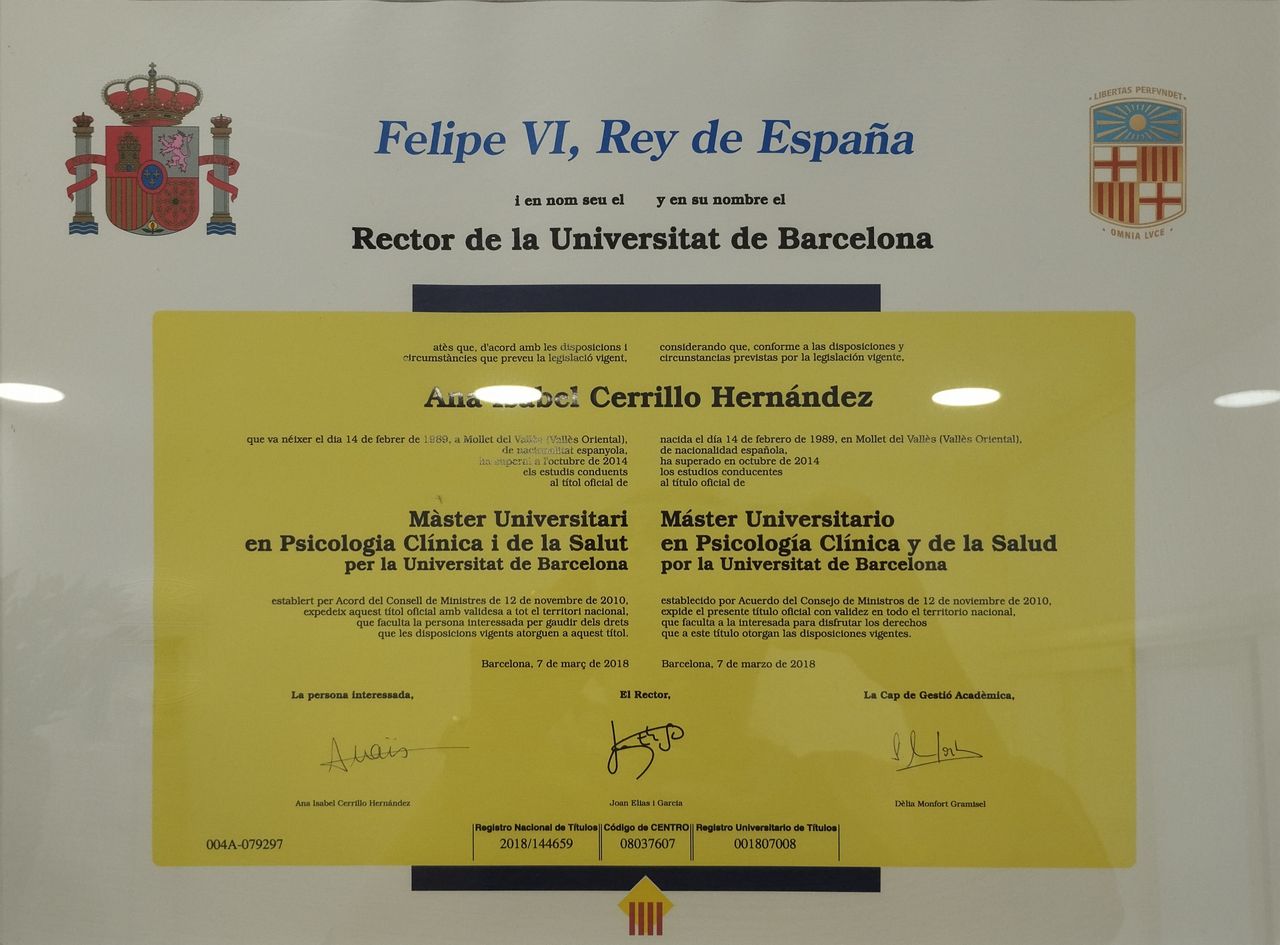 Felipe VI, Rey de España
LIBERTAS PERFVNDET
OMNIA LVCE
i en nom seu el y en su nombre el
Rector de la Universitat de Barcelona
atès que, d'acord amb les disposicions i
circumstàncies que preveu la legislació vigent,
considerando que, conforme a las disposiciones y
circunstancias previstas por la legislación vigente,
Ana Isabel Cerrillo Hernández
que va néixer el dia 14 de febrer de 1989, a Mollet del Vallès (Vallès Oriental),
de nacionalitat espanyola,
ha superat a l'octubre de 2014
els estudis conduents
al títol oficial de
nacida el día 14 de febrero de 1989, en Mollet del Vallès (Vallès Oriental),
de nacionalidad española,
ha superado en octubre de 2014
los estudios conducentes
al título oficial de
Màster Universitari
en Psicologia Clínica i de la Salut
per la Universitat de Barcelona
Máster Universitario
en Psicología Clínica y de la Salud
por la Universitat de Barcelona
establert per Acord del Consell de Ministres de 12 de novembre de 2010,
expedeix aquest títol oficial amb validesa a tot el territori nacional,
que faculta la persona interessada per gaudir dels drets
que les disposicions vigents atorguen a aquest títol.
establecido por Acuerdo del Consejo de Ministros de 12 de noviembre de 2010,
expide el presente título oficial con validez en todo el territorio nacional,
que faculta a la interesada para disfrutar los derechos
que a este título otorgan las disposiciones vigentes.
Barcelona, 7 de març de 2018
Barcelona, 7 de marzo de 2018
La persona interessada,
El Rector,
La Cap de Gestió Acadèmica,
Anaïs
Ana Isabel Cerrillo Hernández
Joan Elias i Garcia
Dèlia Monfort Gramisel
Registro Nacional de Títulos
2018/144659
Código de CENTRO
08037607
Registro Universitario de Títulos
001807008
004A-079297